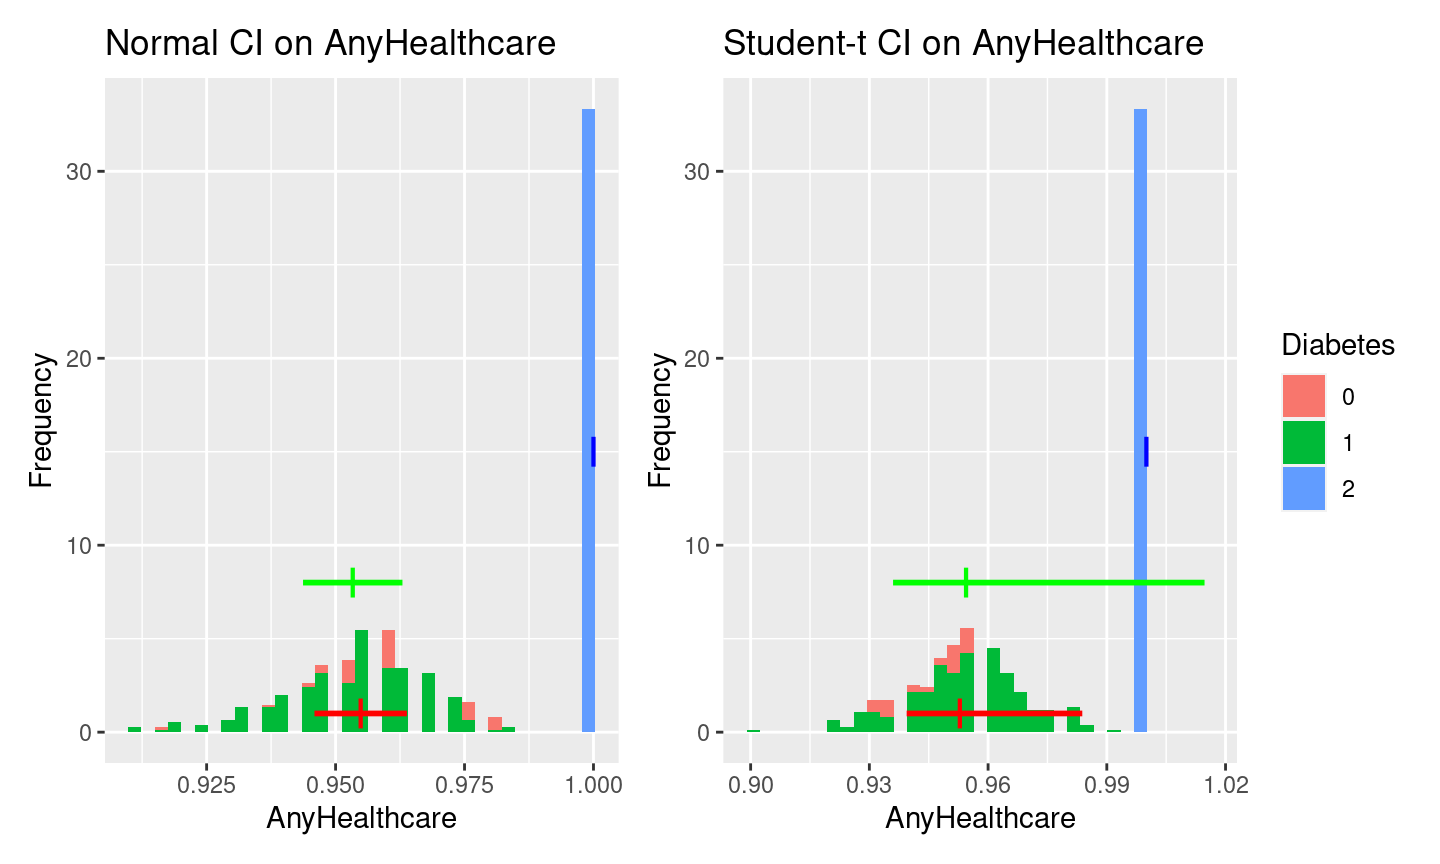 Normal CI on AnyHealthcare
Student-t CI on AnyHealthcare
Frequency
30
20
10
0
0.925
0.950
0.975
1.000
AnyHealthcare
Frequency
30
20
10
0
0.90
0.93
0.96
0.99
1.02
AnyHealthcare
Diabetes
0
1
2